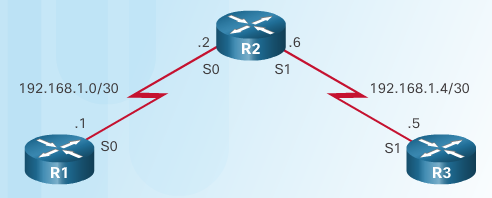 .2
R2
.6
S0
S1
192.168.1.0/30
192.168.1.4/30
.1
S0
R1
.5
S1
R3